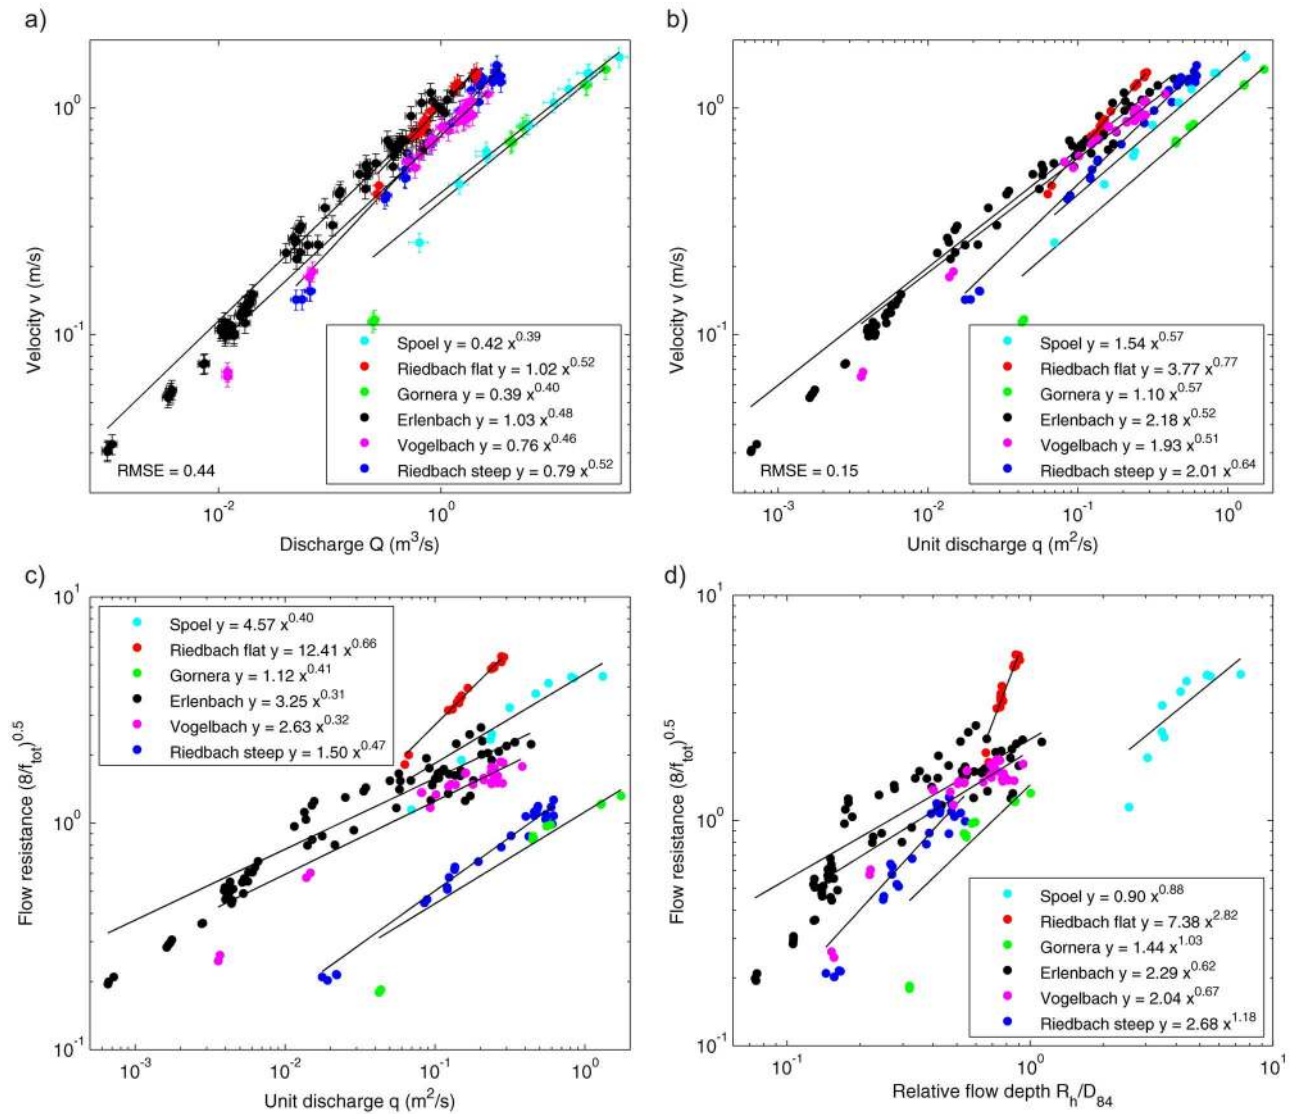 a)
10^0
10^-1
Velocity v (m/s)
Spoel y = 0.42 x^0.39
Riedbach flat y = 1.02 x^0.52
Gornera y = 0.39 x^0.40
Erlenbach y = 1.03 x^0.48
Vogelbach y = 0.76 x^0.46
Riedbach steep y = 0.79 x^0.52
RMSE = 0.44
10^-2
10^0
Discharge Q (m^3/s)
b)
10^0
10^-1
Velocity v (m/s)
Spoel y = 1.54 x^0.57
Riedbach flat y = 3.77 x^0.77
Gornera y = 1.10 x^0.57
Erlenbach y = 2.18 x^0.52
Vogelbach y = 1.93 x^0.51
Riedbach steep y = 2.01 x^0.64
RMSE = 0.15
10^-3
10^-2
10^-1
10^0
Unit discharge q (m^2/s)
c)
10^1
10^0
10^-1
Flow resistance (8/f_tot)^0.5
Spoel y = 4.57 x^0.40
Riedbach flat y = 12.41 x^0.66
Gornera y = 1.12 x^0.41
Erlenbach y = 3.25 x^0.31
Vogelbach y = 2.63 x^0.32
Riedbach steep y = 1.50 x^0.47
10^-3
10^-2
10^-1
10^0
Unit discharge q (m^2/s)
d)
10^1
10^0
10^-1
Flow resistance (8/f_tot)^0.5
Spoel y = 0.90 x^0.88
Riedbach flat y = 7.38 x^2.82
Gornera y = 1.44 x^1.03
Erlenbach y = 2.29 x^0.62
Vogelbach y = 2.04 x^0.67
Riedbach steep y = 2.68 x^1.18
10^-1
10^0
10^1
Relative flow depth R_h/D_84